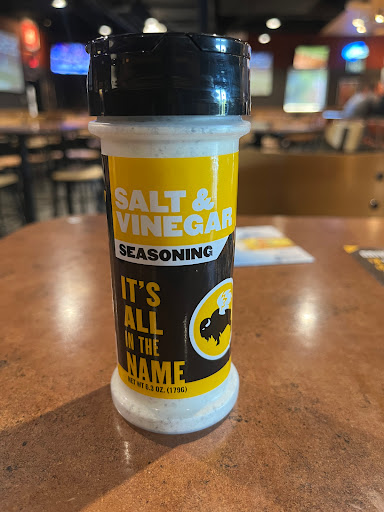 SALT &
VINEGAR
SEASONING
IT'S
ALL
IN THE
NAME
NET WT 6.3 OZ. (179G)